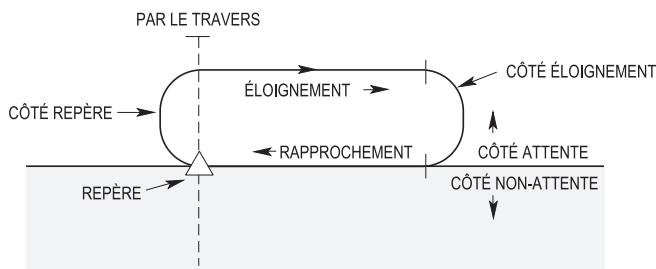 PAR LE TRAVERS
CÔTÉ ÉLOIGNEMENT
ÉLOIGNEMENT
CÔTÉ REPÈRE
RAPPROCHEMENT
CÔTÉ ATTENTE
CÔTÉ NON-ATTENTE
REPÈRE